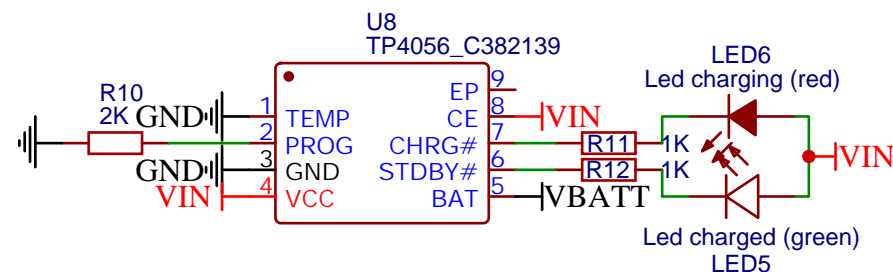 U8
TP4056_C382139
LED6
Led charging (red)
R10
2K
GND
1
TEMP
2
PROG
GND
3
GND
VIN
4
VCC
9
EP
8
CE
VIN
7
CHRG#
R11
1K
6
STDBY#
R12
1K
5
BAT
VBATT
VIN
Led charged (green)
LED5